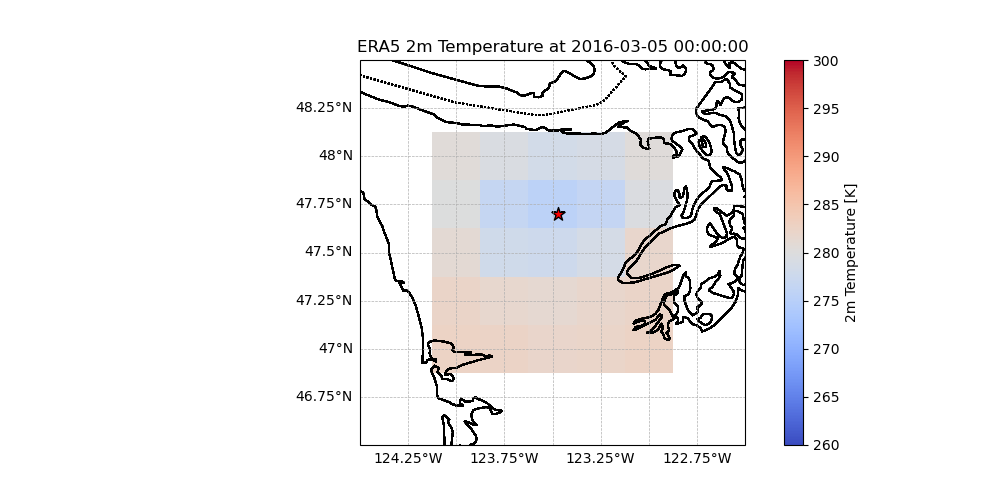 ERA5 2m Temperature at 2016-03-05 00:00:00
48.25°N
48°N
47.75°N
47.5°N
47.25°N
47°N
46.75°N
124.25°W 123.75°W 123.25°W 122.75°W
300
295
290
285
280
275
270
265
260
2m Temperature [K]